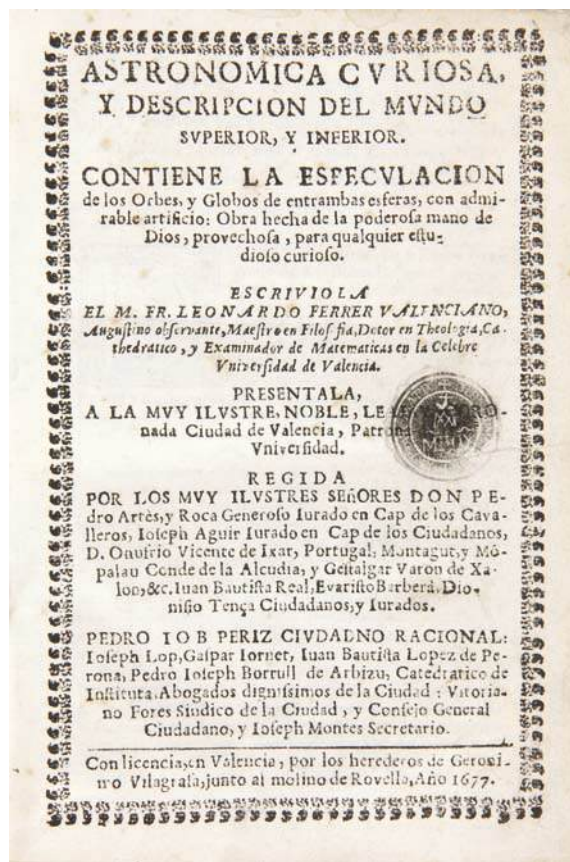 ASTRONOMICA CVRIOSA,
Y DESCRIPCION DEL MVNDO
SVPERIOR, Y INFERIOR.
CONTIENE LA ESPECVLACION
de los Orbes, y Globos de entrambas esferas, con admi-
rable artificio: Obra hecha de la poderosa mano de
Dios, provechosa, para qualquier estu-
dioso curioso.
ESCRIVIOLA
EL M. FR. LEONARDO FERRER VALENCIANO,
Augustino observante, Maestro en Filosofia, Dotor en Theologia, Ca-
thedratico, y Examinador de Matematicas en la Celebre
Vniversidad de Valencia.
PRESENTALA,
A LA MVY ILVSTRE, NOBLE,
nada Ciudad de Valencia,
Vniversidad.
REGIDA
POR LOS MVY ILVSTRES SEñORES DON PE-
dro Artès, y Roca Generoso Iurado en Cap de los Cava-
lleros, Ioseph Aguir Iurado en Cap de los Ciudadanos,
D. Onufrio Vicente de Ixar, Portugal, Montagut, y Mó-
palau Conde de la Alcudia, y Gestalgar Varon de Xa-
lon, &c. Iuan Bautista Real, Evaristo Barberà, Dio-
nisio Tença Ciudadanos, y Iurados.
PEDRO IOB PERIZ CIVDADNO RACIONAL:
Ioseph Lop, Gaspar Iornet, Iuan Bautista Lopez de Pe-
rona, Pedro Ioseph Borrull de Arbizu, Catedratico de
Instituta, Abogados dignissimos de la Ciudad: Vitoria-
no Fores Sindico de la Ciudad, y Consejo General
Ciudadano, y Ioseph Montes Secretario.
Con licencia, en Valencia, por los herederos de Geroni-
mo Vilagrasa, junto al molino de Rovella, Año 1677.